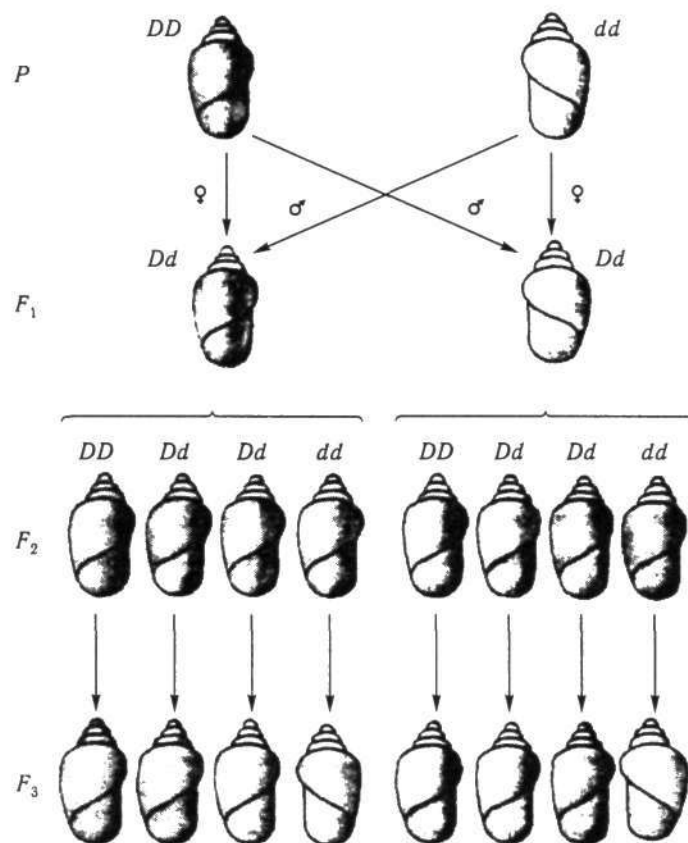 DD dd
P
♀ ♂ ♂ ♀
Dd Dd
F₁
DD Dd Dd dd DD Dd Dd dd
F₂
F₃